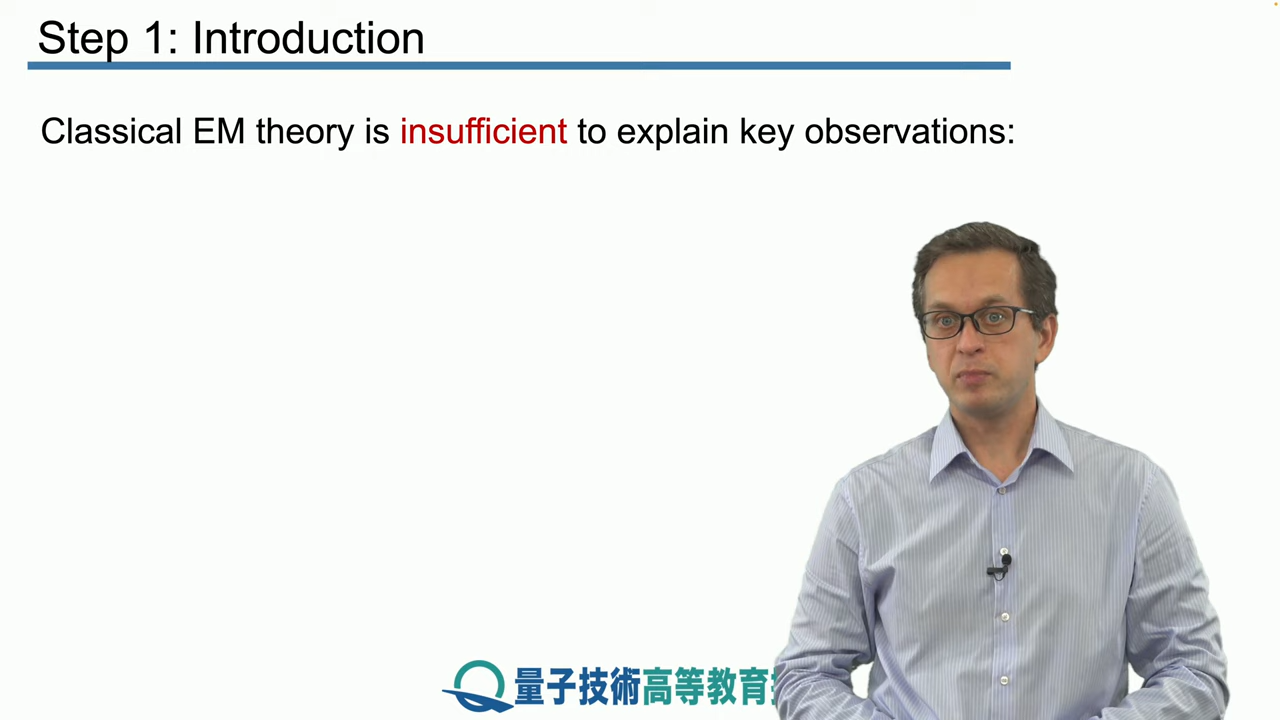 Step 1: Introduction
Classical EM theory is insufficient to explain key observations:
量子技術高等教育